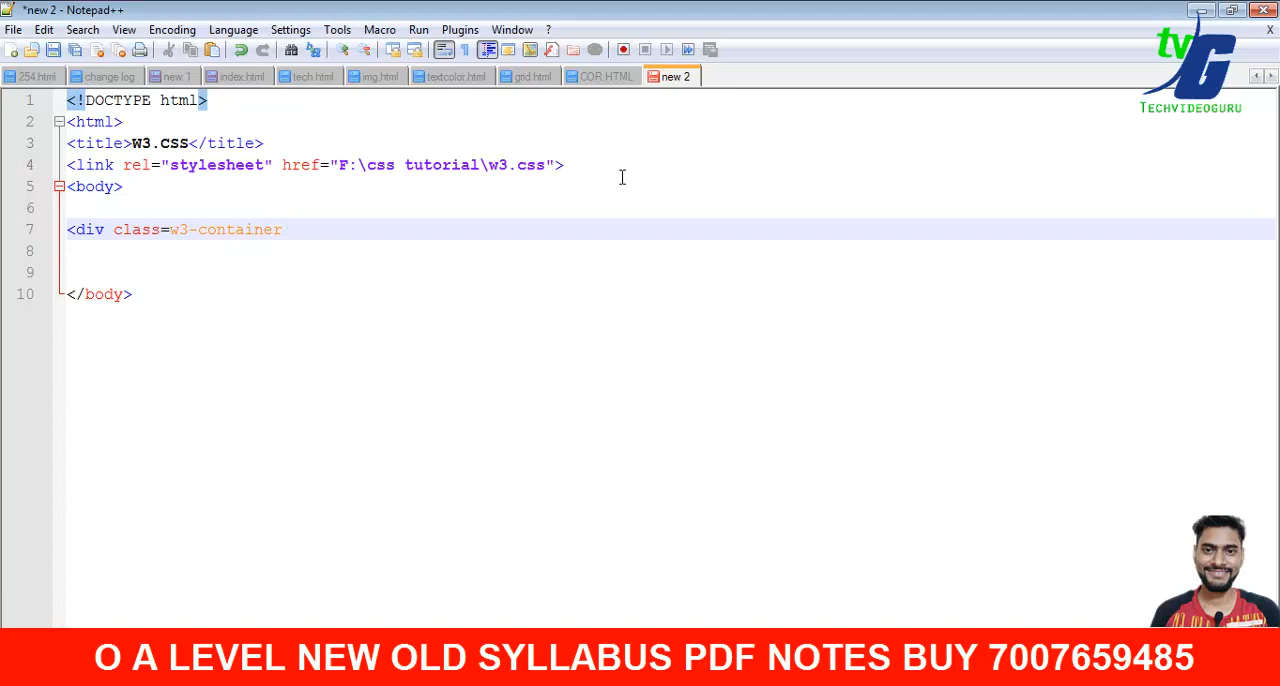 *new 2 - Notepad++
File Edit Search View Encoding Language Settings Tools Macro Run Plugins Window ? X
254.html change log new 1 index.html tech.html img.html textcolor.html grid.html COR.HTML new 2
tvG
TECHVIDEOGURU
1 <!DOCTYPE html>
2 <html>
3 <title>W3.CSS</title>
4 <link rel="stylesheet" href="F:\css tutorial\w3.css">
5 <body>
6
7 <div class=w3-container
8
9
10 </body>
O A LEVEL NEW OLD SYLLABUS PDF NOTES BUY 7007659485